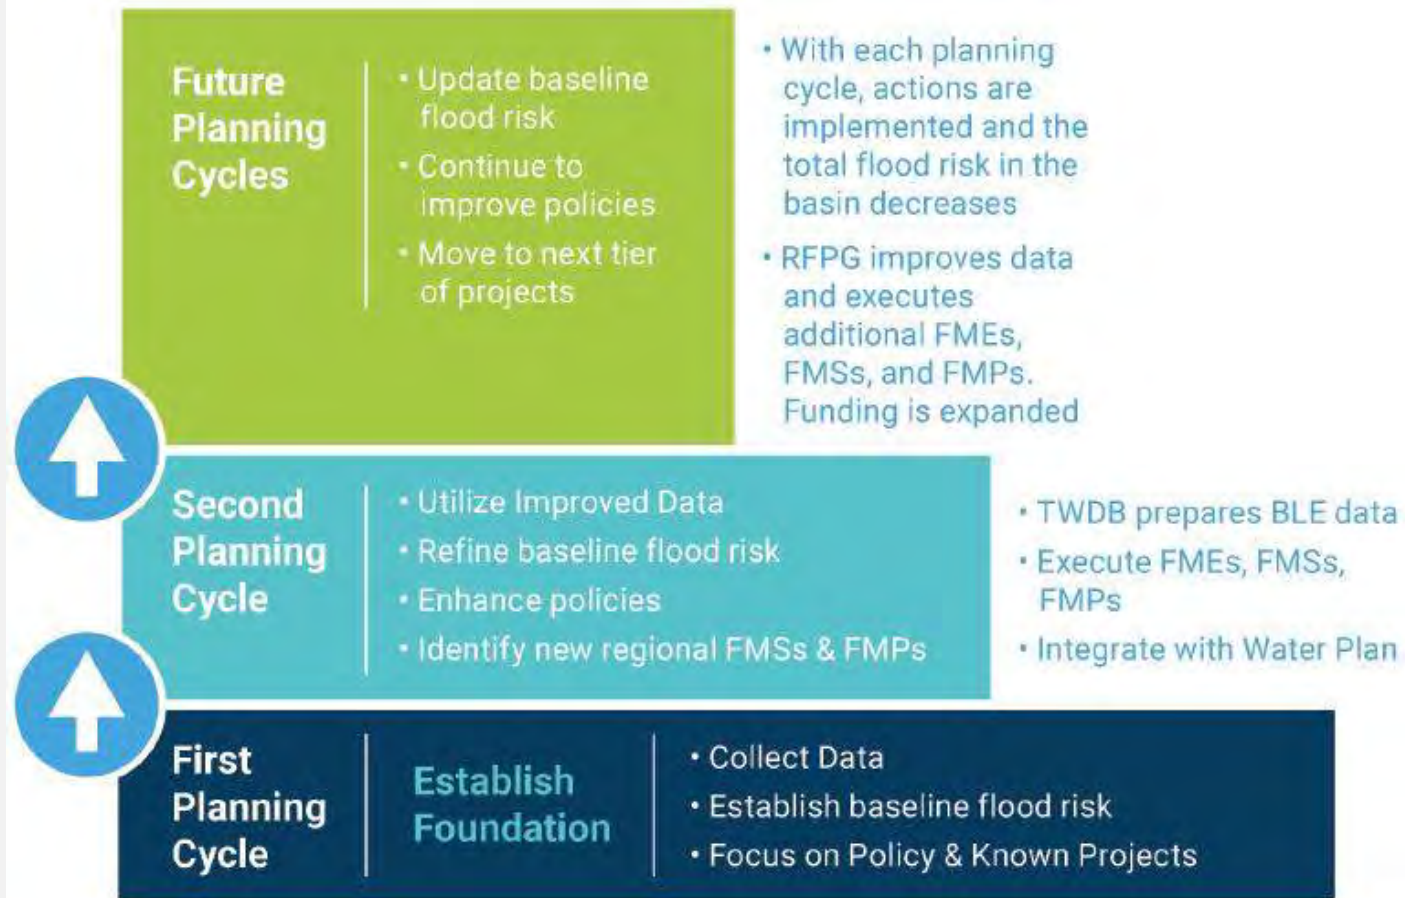 Future
Planning
Cycles
• Update baseline
flood risk
• Continue to
improve policies
• Move to next tier
of projects
• With each planning
cycle, actions are
implemented and the
total flood risk in the
basin decreases
• RFPG improves data
and executes
additional FMEs,
FMSs, and FMPs.
Funding is expanded
Second
Planning
Cycle
• Utilize Improved Data
• Refine baseline flood risk
• Enhance policies
• Identify new regional FMSs & FMPs
• TWDB prepares BLE data
• Execute FMEs, FMSs,
FMPs
• Integrate with Water Plan
First
Planning
Cycle
Establish
Foundation
• Collect Data
• Establish baseline flood risk
• Focus on Policy & Known Projects